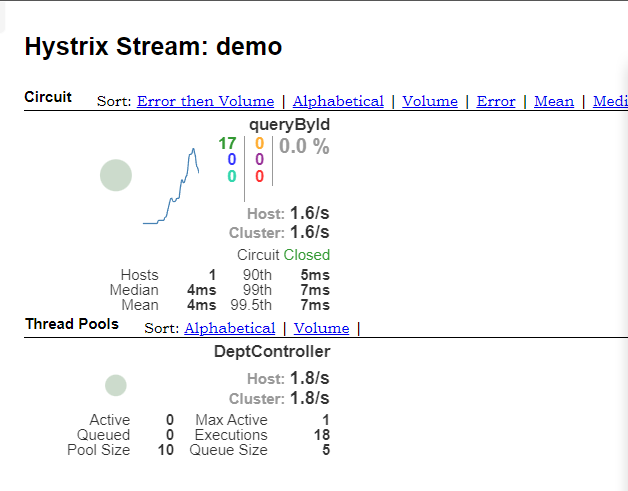 Hystrix Stream: demo
Circuit Sort: Error then Volume | Alphabetical | Volume | Error | Mean | Medi
queryById
17 0 0.0 %
0 0
0 0
Host: 1.6/s
Cluster: 1.6/s
Circuit Closed
Hosts 1 90th 5ms
Median 4ms 99th 7ms
Mean 4ms 99.5th 7ms
Thread Pools Sort: Alphabetical | Volume |
DeptController
Host: 1.8/s
Cluster: 1.8/s
Active 0 Max Active 1
Queued 0 Executions 18
Pool Size 10 Queue Size 5